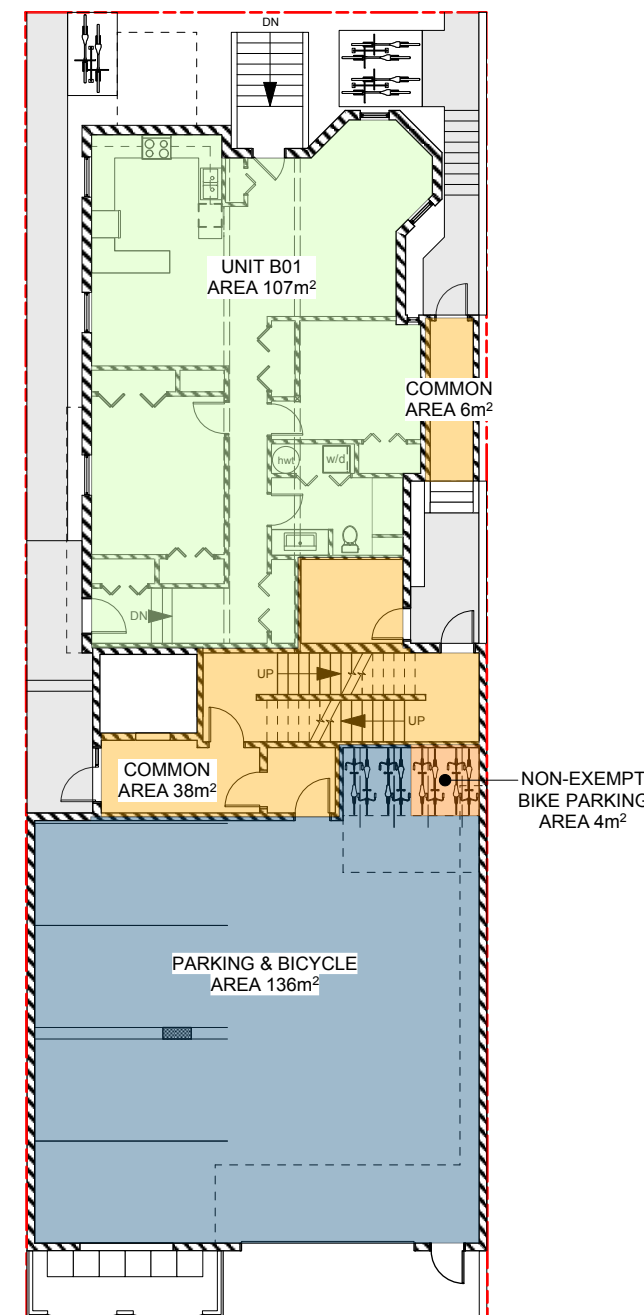 DN
UNIT B01
AREA 107m²
COMMON
AREA 6m²
hwt
w/d
DN
UP
UP
COMMON
AREA 38m²
NON-EXEMPT
BIKE PARKING
AREA 4m²
PARKING & BICYCLE
AREA 136m²